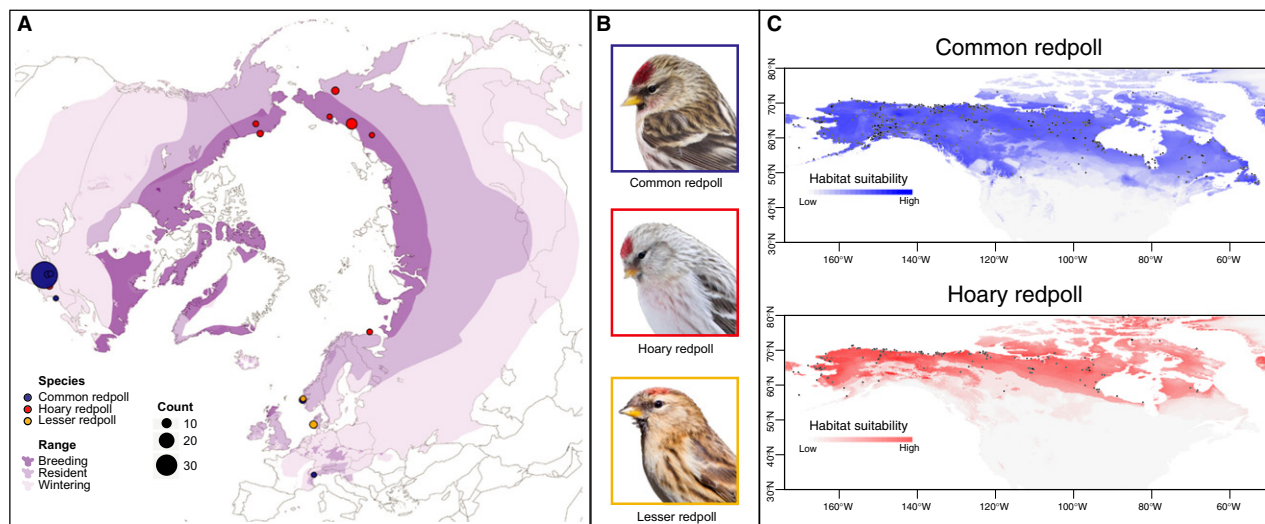 A
Species
Common redpoll
Hoary redpoll
Lesser redpoll
Range
Breeding
Resident
Wintering
Count
10
20
30
B
Common redpoll
Hoary redpoll
Lesser redpoll
C
Common redpoll
80°N
70°N
60°N
50°N
40°N
30°N
Habitat suitability
Low High
160°W 140°W 120°W 100°W 80°W 60°W
Hoary redpoll
80°N
70°N
60°N
50°N
40°N
30°N
Habitat suitability
Low High
160°W 140°W 120°W 100°W 80°W 60°W